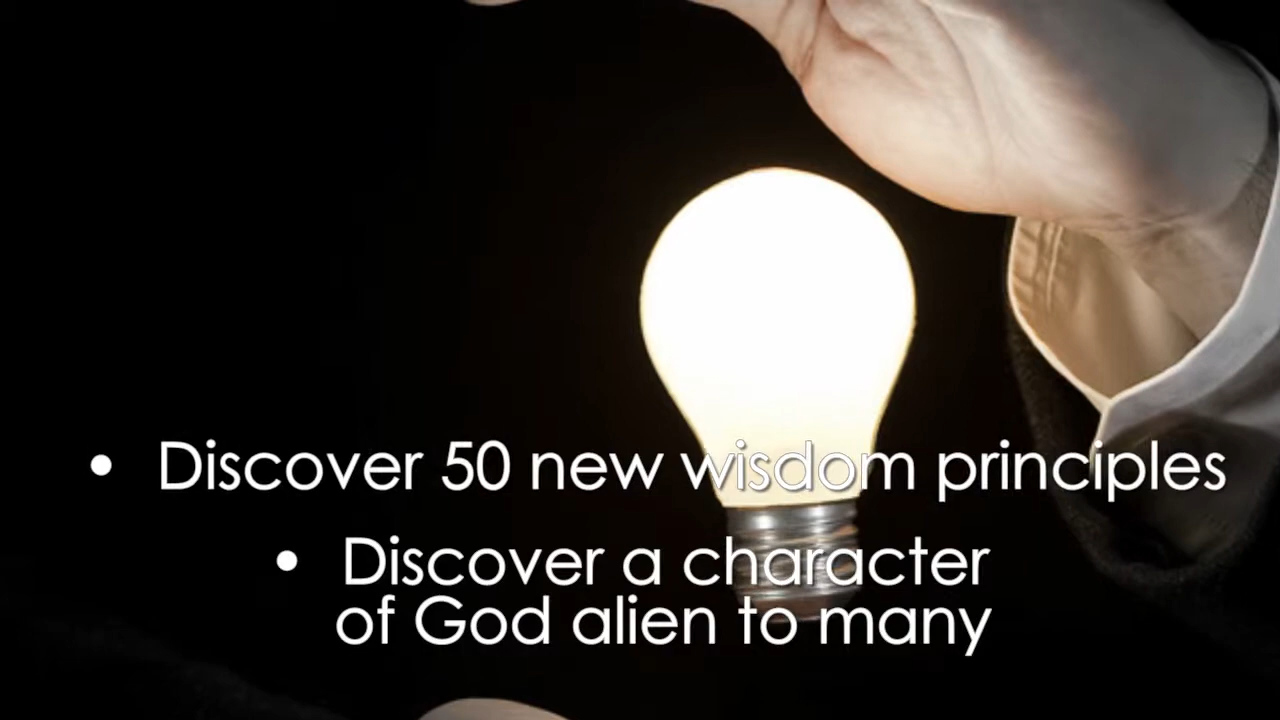 • Discover 50 new wisdom principles
• Discover a character
of God alien to many